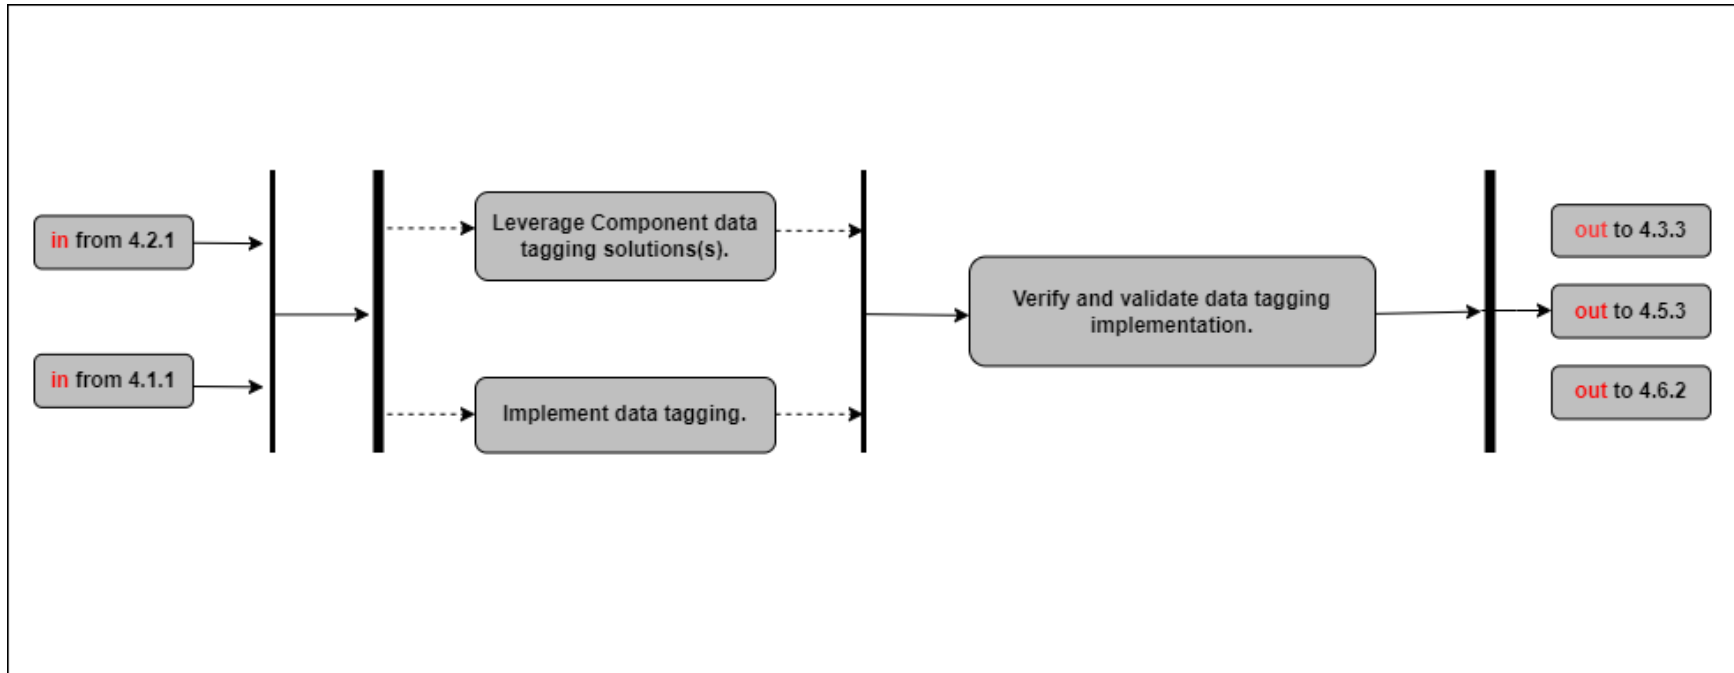 in from 4.2.1
in from 4.1.1
Leverage Component data
tagging solutions(s).
Implement data tagging.
Verify and validate data tagging
implementation.
out to 4.3.3
out to 4.5.3
out to 4.6.2